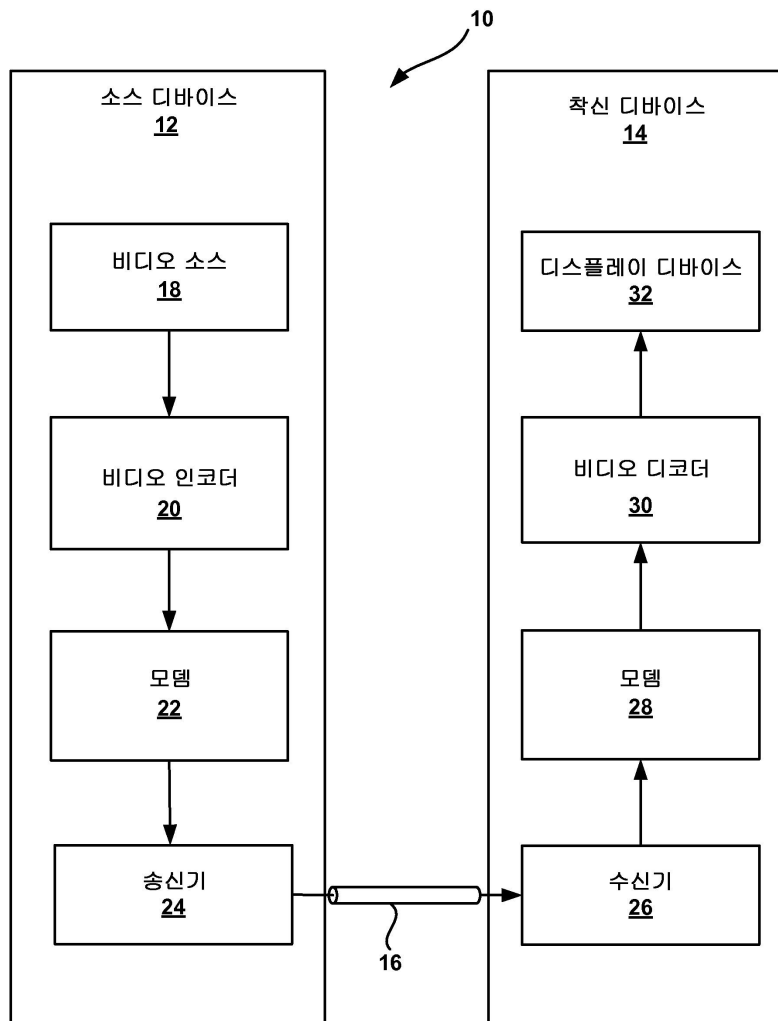 10
소스 디바이스
12
비디오 소스
18
비디오 인코더
20
모뎀
22
송신기
24
16
착신 디바이스
14
디스플레이 디바이스
32
비디오 디코더
30
모뎀
28
수신기
26